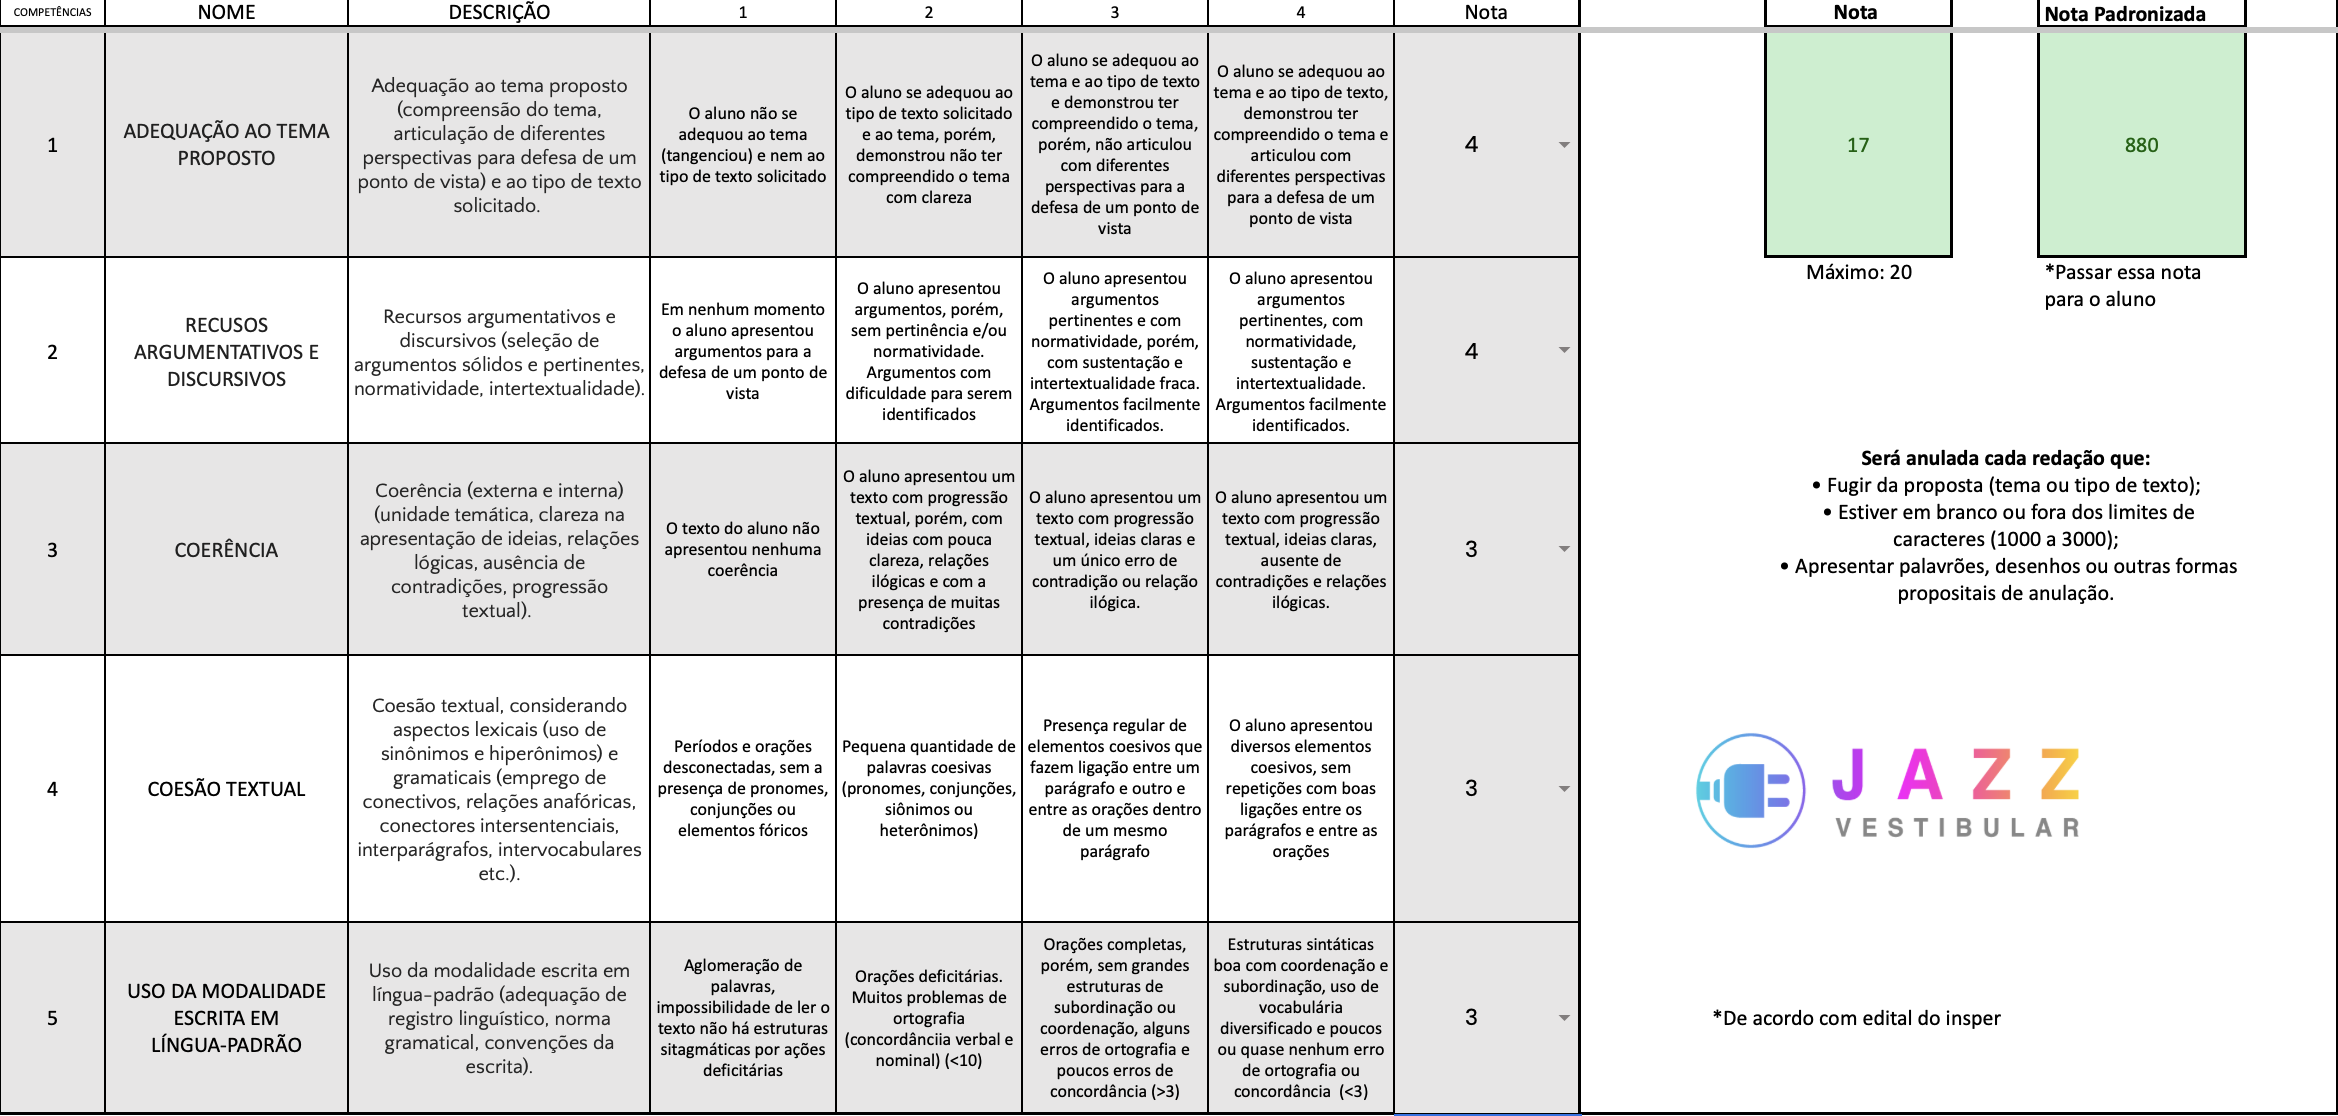 COMPETÊNCIAS
NOME
DESCRIÇÃO
1
2
3
4
Nota
Nota
Nota Padronizada
1
ADEQUAÇÃO AO TEMA
PROPOSTO
Adequação ao tema proposto
(compreensão do tema,
articulação de diferentes
perspectivas para defesa de um
ponto de vista) e ao tipo de texto
solicitado.
O aluno não se
adequou ao tema
(tangenciou) e nem ao
tipo de texto solicitado
O aluno se adequou ao
tipo de texto solicitado
e ao tema, porém,
demonstrou não ter
compreendido o tema
com clareza
O aluno se adequou ao
tema e ao tipo de texto
e demonstrou ter
compreendido o tema,
porém, não articulou
com diferentes
perspectivas para a
defesa de um ponto de
vista
O aluno se adequou ao
tema e ao tipo de texto,
demonstrou ter
compreendido o tema e
articulou com
diferentes perspectivas
para a defesa de um
ponto de vista
4
17
880
Máximo: 20
*Passar essa nota
para o aluno
2
RECUSOS
ARGUMENTATIVOS E
DISCURSIVOS
Recursos argumentativos e
discursivos (seleção de
argumentos sólidos e pertinentes,
normatividade, intertextualidade).
Em nenhum momento
o aluno apresentou
argumentos para a
defesa de um ponto de
vista
O aluno apresentou
argumentos, porém,
sem pertinência e/ou
normatividade.
Argumentos com
dificuldade para serem
identificados
O aluno apresentou
argumentos
pertinentes e com
normatividade, porém,
com sustentação e
intertextualidade fraca.
Argumentos facilmente
identificados.
O aluno apresentou
argumentos
pertinentes, com
normatividade,
sustentação e
intertextualidade.
Argumentos facilmente
identificados.
4
Será anulada cada redação que:
• Fugir da proposta (tema ou tipo de texto);
• Estiver em branco ou fora dos limites de
caracteres (1000 a 3000);
• Apresentar palavrões, desenhos ou outras formas
propositais de anulação.
3
COERÊNCIA
Coerência (externa e interna)
(unidade temática, clareza na
apresentação de ideias, relações
lógicas, ausência de
contradições, progressão
textual).
O texto do aluno não
apresentou nenhuma
coerência
O aluno apresentou um
texto com progressão
textual, porém, com
ideias com pouca
clareza, relações
ilógicas e com a
presença de muitas
contradições
O aluno apresentou um
texto com progressão
textual, ideias claras e
um único erro de
contradição ou relação
ilógica.
O aluno apresentou um
texto com progressão
textual, ideias claras,
ausente de
contradições e relações
ilógicas.
3
4
COESÃO TEXTUAL
Coesão textual, considerando
aspectos lexicais (uso de
sinônimos e hiperônimos) e
gramaticais (emprego de
conectivos, relações anafóricas,
conectores intersentenciais,
interparágrafos, intervocabulares
etc.).
Períodos e orações
desconectadas, sem a
presença de pronomes,
conjunções ou
elementos fóricos
Pequena quantidade de
palavras coesivas
(pronomes, conjunções,
siônimos ou
heterônimos)
Presença regular de
elementos coesivos que
fazem ligação entre um
parágrafo e outro e
entre as orações dentro
de um mesmo
parágrafo
O aluno apresentou
diversos elementos
coesivos, sem
repetições com boas
ligações entre os
parágrafos e entre as
orações
3
JAZZ
VESTIBULAR
5
USO DA MODALIDADE
ESCRITA EM
LÍNGUA-PADRÃO
Uso da modalidade escrita em
língua-padrão (adequação de
registro linguístico, norma
gramatical, convenções da
escrita).
Aglomeração de
palavras,
impossibilidade de ler o
texto não há estruturas
sitagmáticas por ações
deficitárias
Orações deficitárias.
Muitos problemas de
ortografia
(concordânciia verbal e
nominal) (<10)
Orações completas,
porém, sem grandes
estruturas de
subordinação ou
coordenação, alguns
erros de ortografia e
poucos erros de
concordância (>3)
Estruturas sintáticas
boa com coordenação e
subordinação, uso de
vocabulária
diversificado e poucos
ou quase nenhum erro
de ortografia ou
concordância (<3)
3
*De acordo com edital do insper